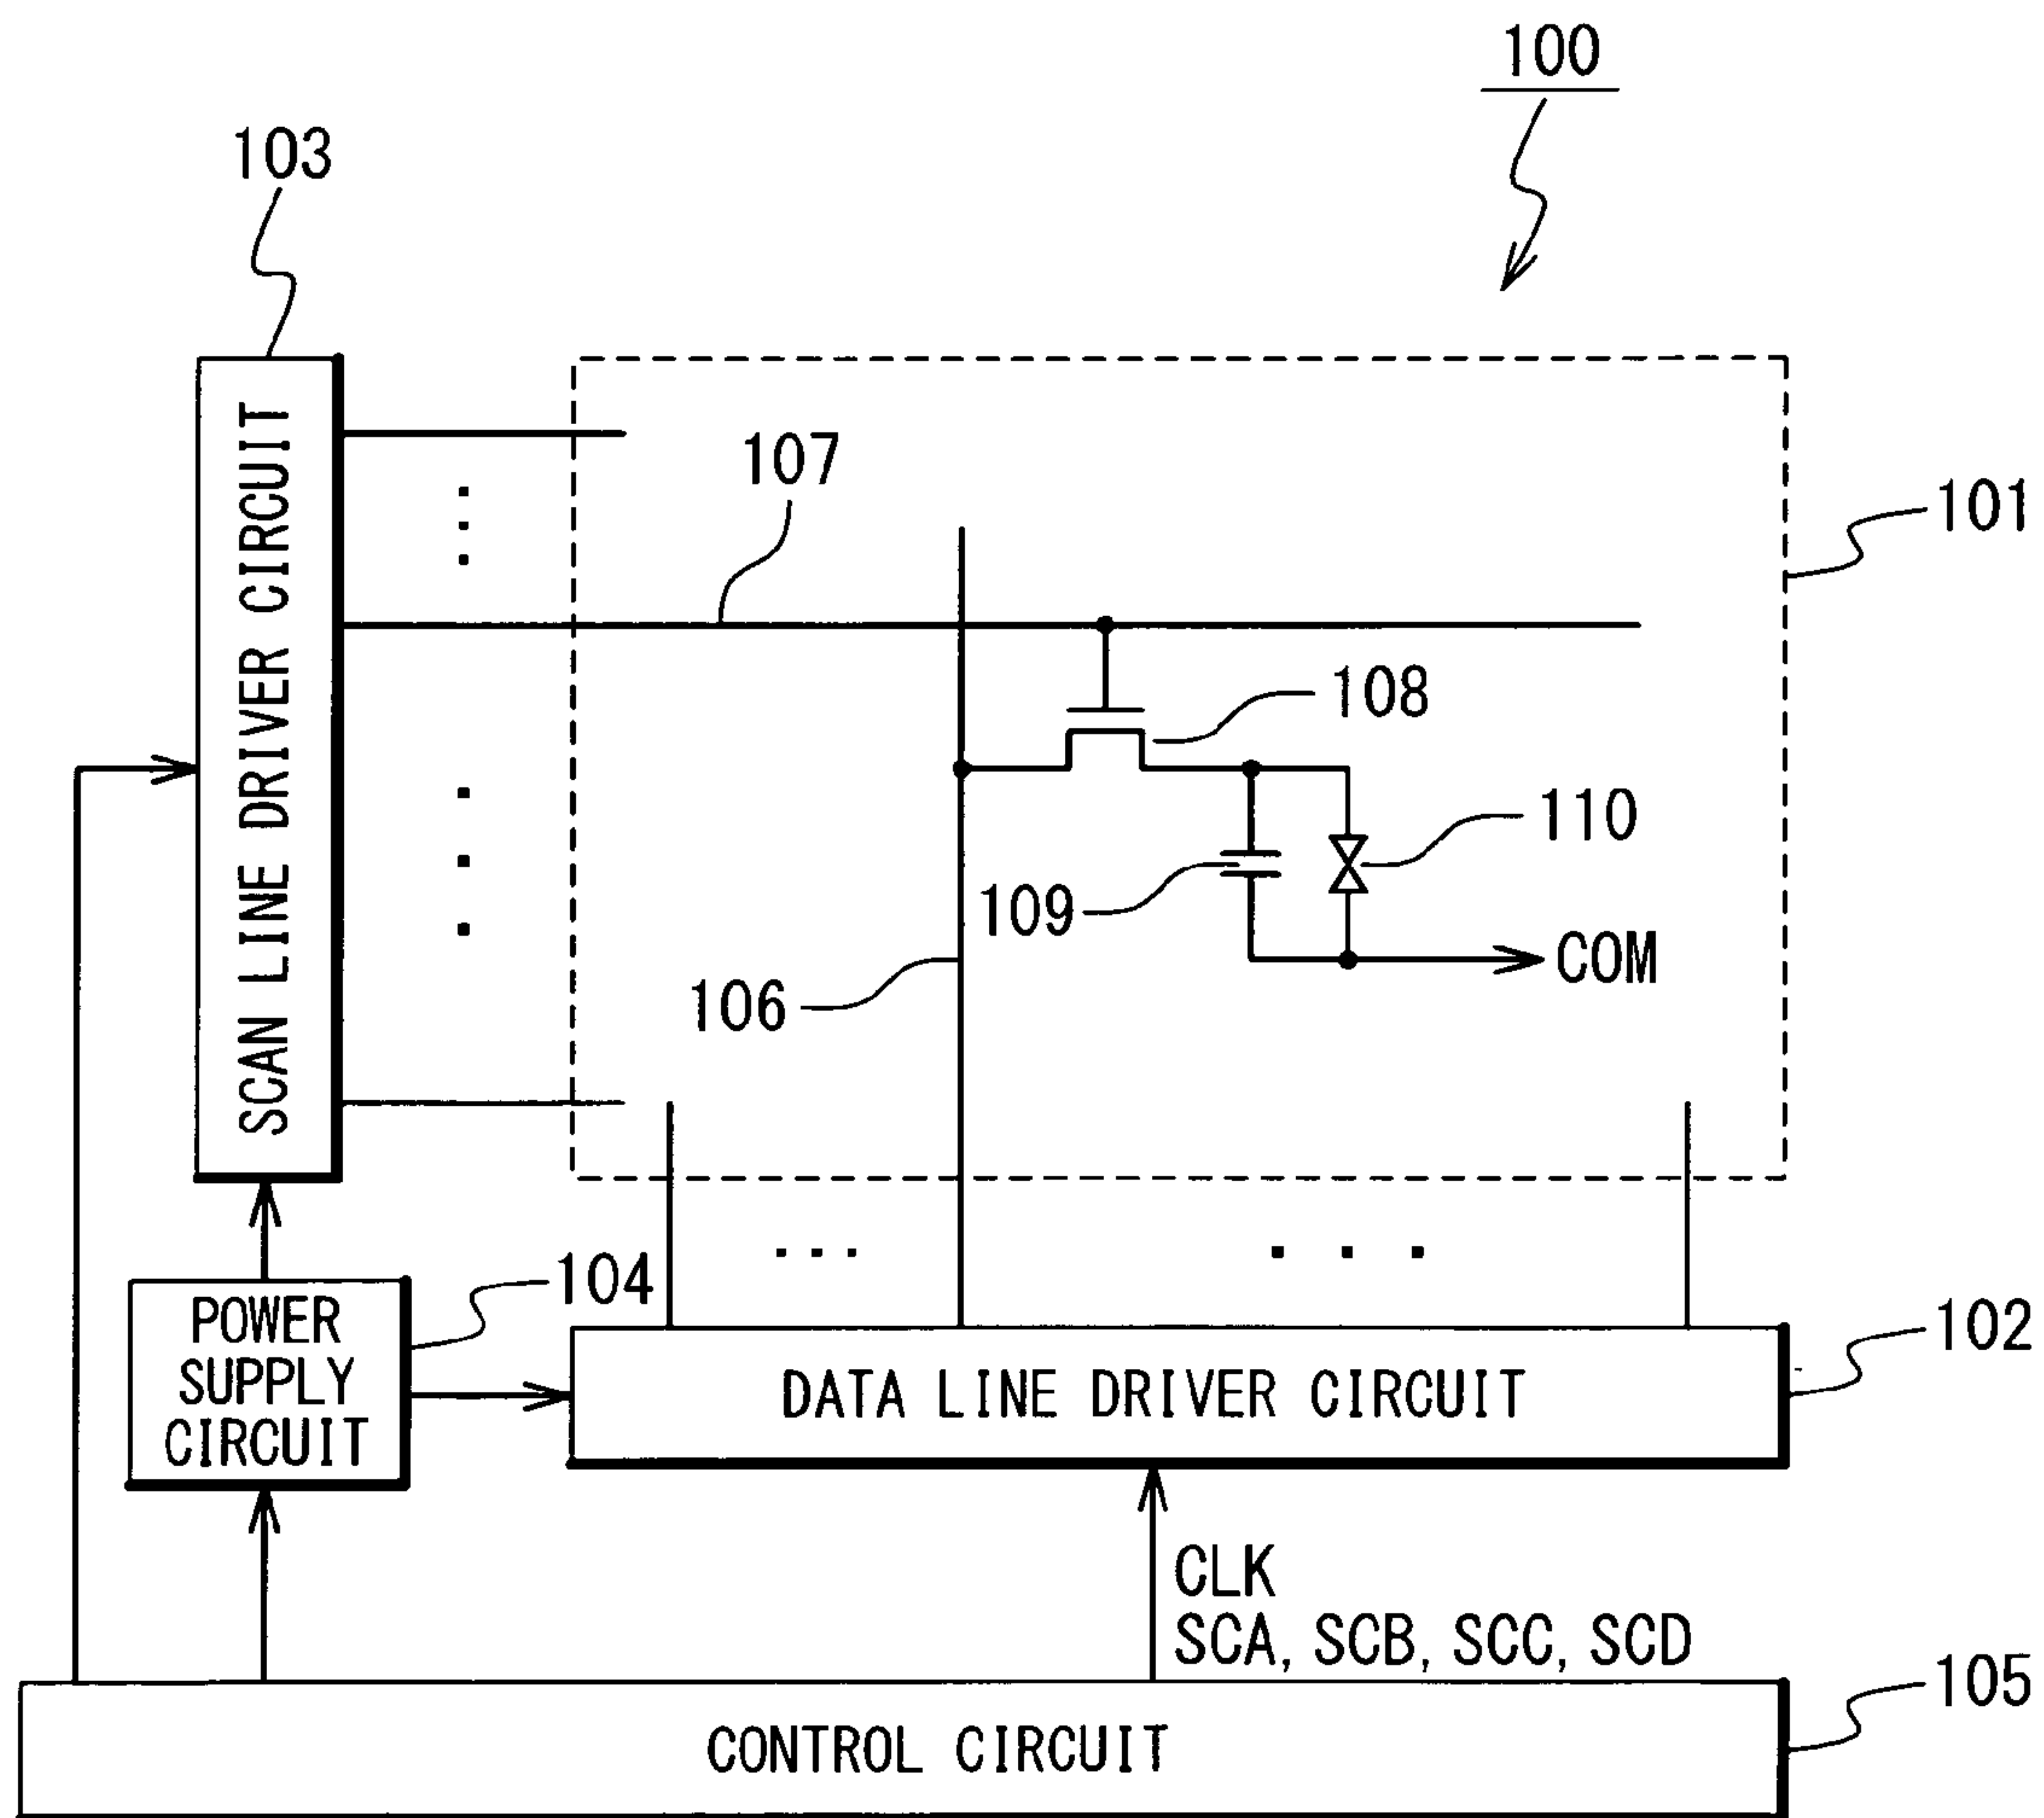 100
103
SCAN LINE DRIVER CIRCUIT
107
101
108
110
109
COM
106
104
POWER
SUPPLY
CIRCUIT
102
DATA LINE DRIVER CIRCUIT
CLK
SCA, SCB, SCC, SCD
105
CONTROL CIRCUIT